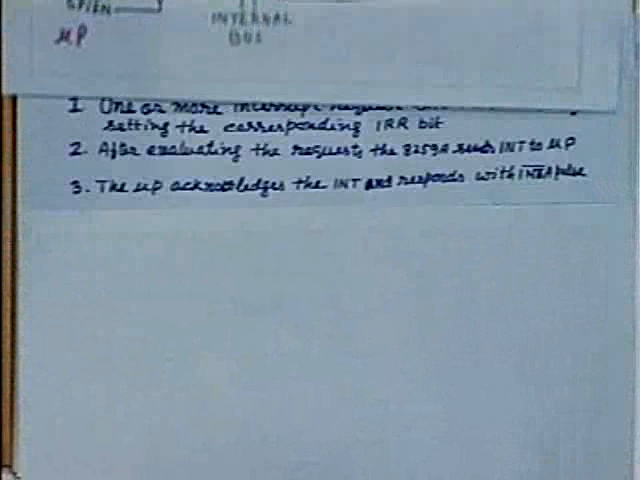 SP/EN
INTERNAL
BUS
μP
1. One or more Interrupt
setting the corresponding IRR bit
2. After evaluating the requests the 8259A sends INT to μP
3. The μP acknowledges the INT and responds with INTA pulse